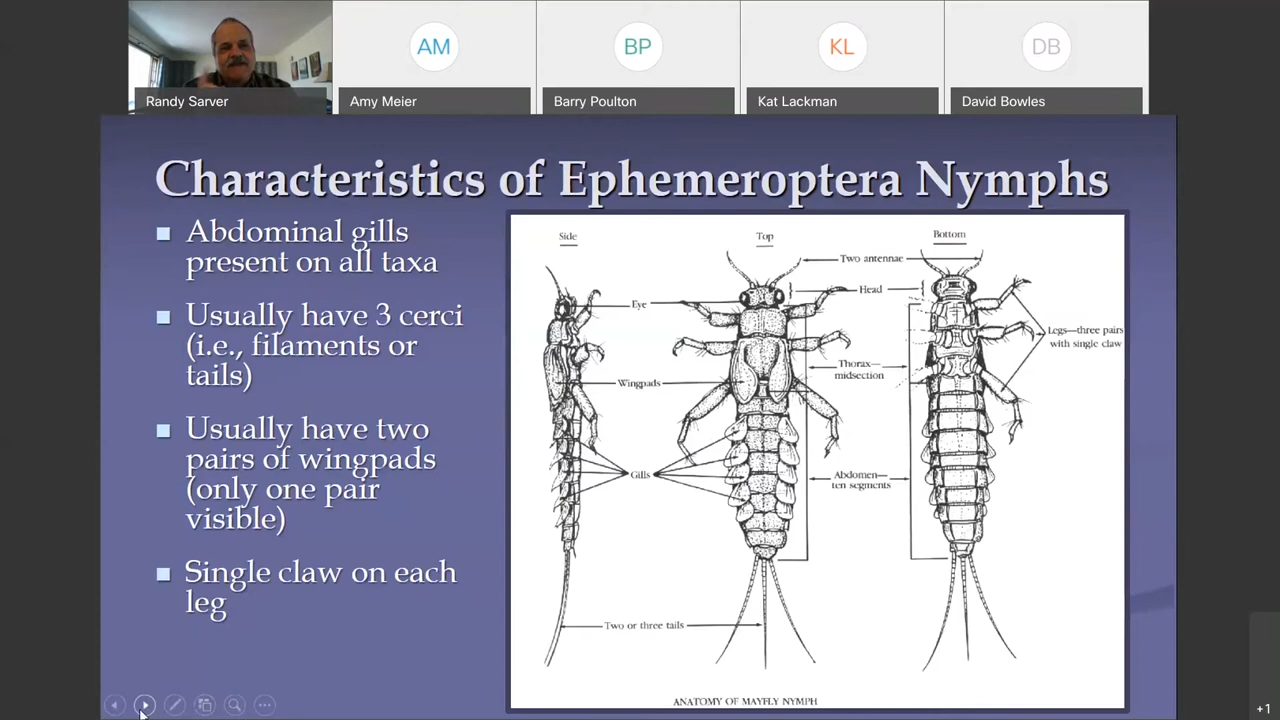 AM
BP
KL
DB
Randy Sarver
Amy Meier
Barry Poulton
Kat Lackman
David Bowles
Characteristics of Ephemeroptera Nymphs
■ Abdominal gills
present on all taxa
■ Usually have 3 cerci
(i.e., filaments or
tails)
■ Usually have two
pairs of wingpads
(only one pair
visible)
■ Single claw on each
leg
Side
Top
Bottom
Two antennae
Head
Eye
Legs—three pairs
with single claw
Thorax—
midsection
Wingpads
Gills
Abdomen—
ten segments
Two or three tails
ANATOMY OF MAYFLY NYMPH
+1